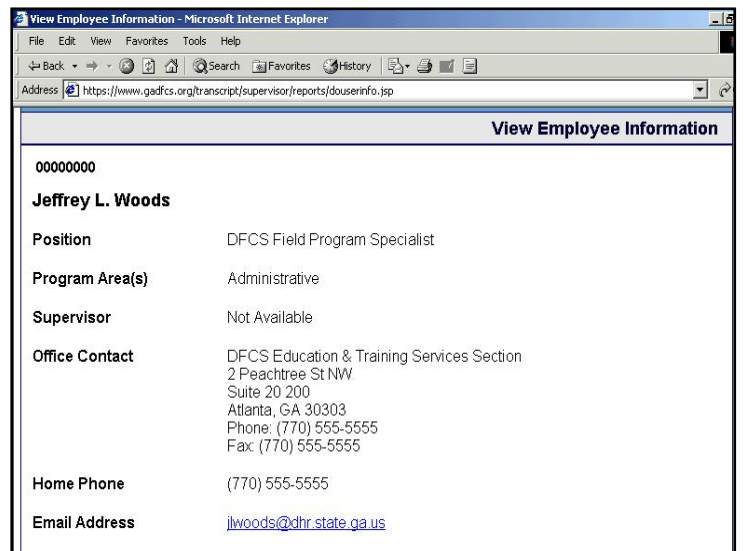 View Employee Information - Microsoft Internet Explorer
File Edit View Favorites Tools Help
Back Search Favorites History
Address https://www.gadfcs.org/transcript/supervisor/reports/douserinfo.jsp
View Employee Information
00000000
Jeffrey L. Woods
Position DFCS Field Program Specialist
Program Area(s) Administrative
Supervisor Not Available
Office Contact DFCS Education & Training Services Section
2 Peachtree St NW
Suite 20 200
Atlanta, GA 30303
Phone: (770) 555-5555
Fax: (770) 555-5555
Home Phone (770) 555-5555
Email Address jlwoods@dhr.state.ga.us